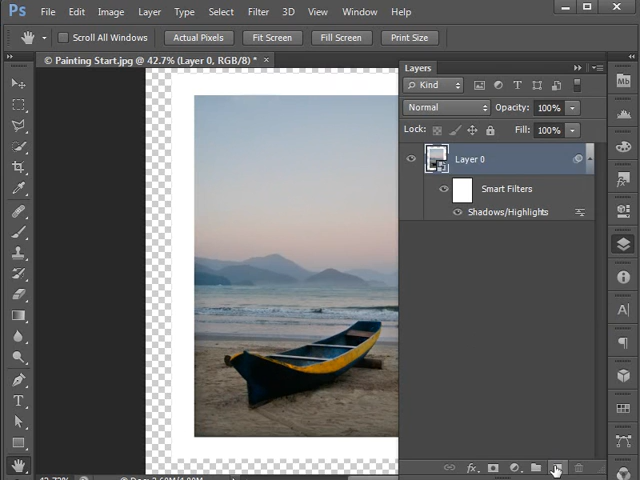 Ps File Edit Image Layer Type Select Filter 3D View Window Help
Scroll All Windows Actual Pixels Fit Screen Fill Screen Print Size
© Painting Start.jpg @ 42.7% (Layer 0, RGB/8) * ×
Layers
Kind
Normal Opacity: 100%
Lock: Fill: 100%
Layer 0
Smart Filters
Shadows/Highlights
Mb
A
T
fx